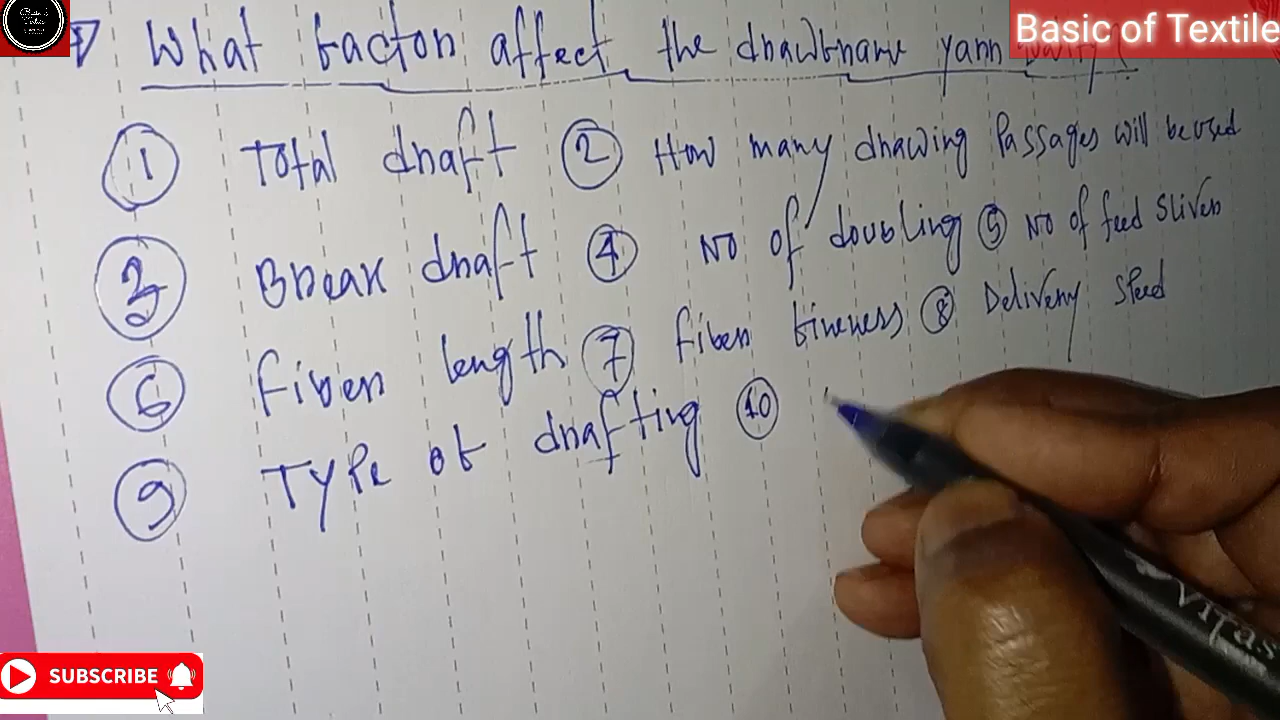 Basic of Textile
What factor affect the drawframe yarn quality?
1 Total draft 2 How many drawing Passages will be used
3 Break draft 4 No of doubling 5 No of feed Sliver
6 Fiber length 7 Fiber fineness 8 Delivery speed
9 Type of drafting 10
Vitas
SUBSCRIBE